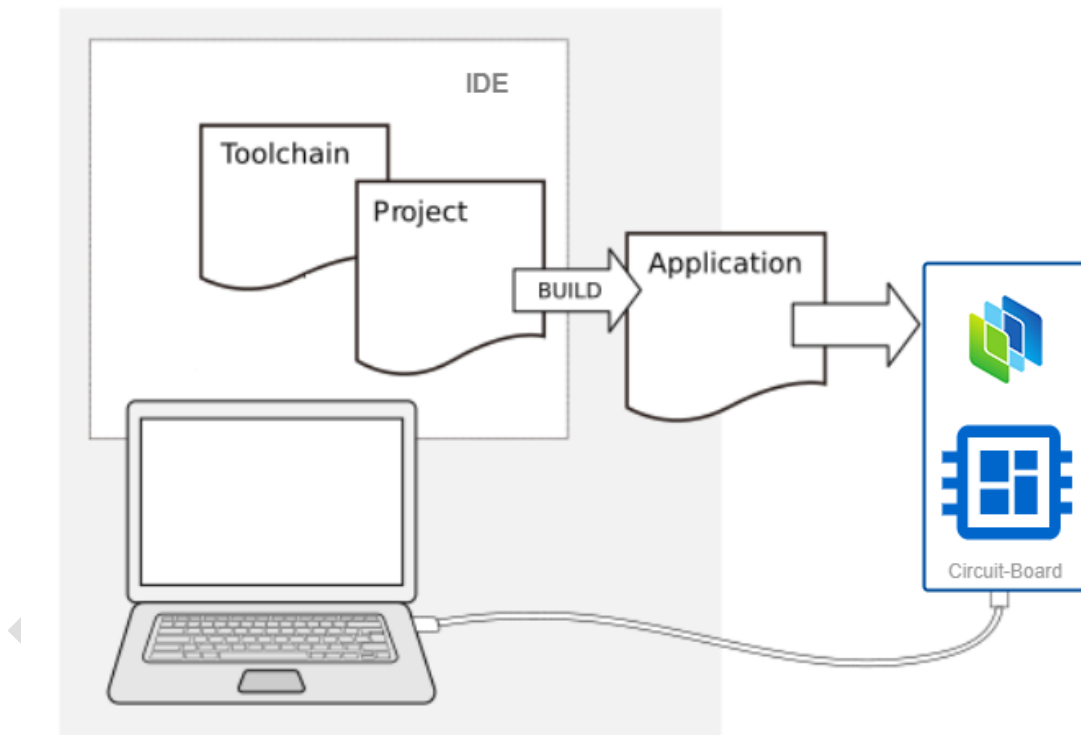 IDE
Toolchain
Project
BUILD
Application
Circuit-Board